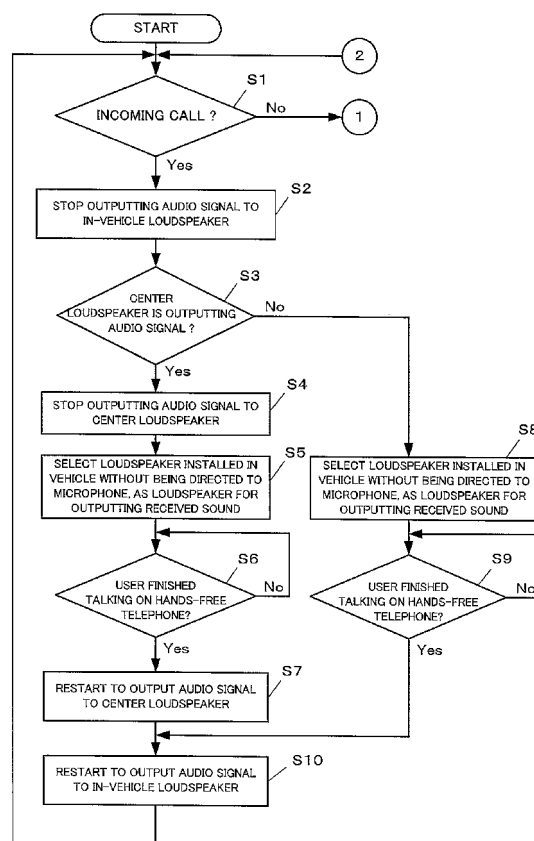 START
2
S1
INCOMING CALL ?
No
1
Yes
S2
STOP OUTPUTTING AUDIO SIGNAL TO
IN-VEHICLE LOUDSPEAKER
S3
CENTER
LOUDSPEAKER IS OUTPUTTING
AUDIO SIGNAL ?
No
Yes
S4
STOP OUTPUTTING AUDIO SIGNAL TO
CENTER LOUDSPEAKER
S5
SELECT LOUDSPEAKER INSTALLED IN
VEHICLE WITHOUT BEING DIRECTED TO
MICROPHONE, AS LOUDSPEAKER FOR
OUTPUTTING RECEIVED SOUND
S8
SELECT LOUDSPEAKER INSTALLED IN
VEHICLE WITHOUT BEING DIRECTED TO
MICROPHONE, AS LOUDSPEAKER FOR
OUTPUTTING RECEIVED SOUND
S6
USER FINISHED
TALKING ON HANDS-FREE
TELEPHONE?
No
Yes
S9
USER FINISHED
TALKING ON HANDS-FREE
TELEPHONE?
No
Yes
S7
RESTART TO OUTPUT AUDIO SIGNAL
TO CENTER LOUDSPEAKER
S10
RESTART TO OUTPUT AUDIO SIGNAL
TO IN-VEHICLE LOUDSPEAKER